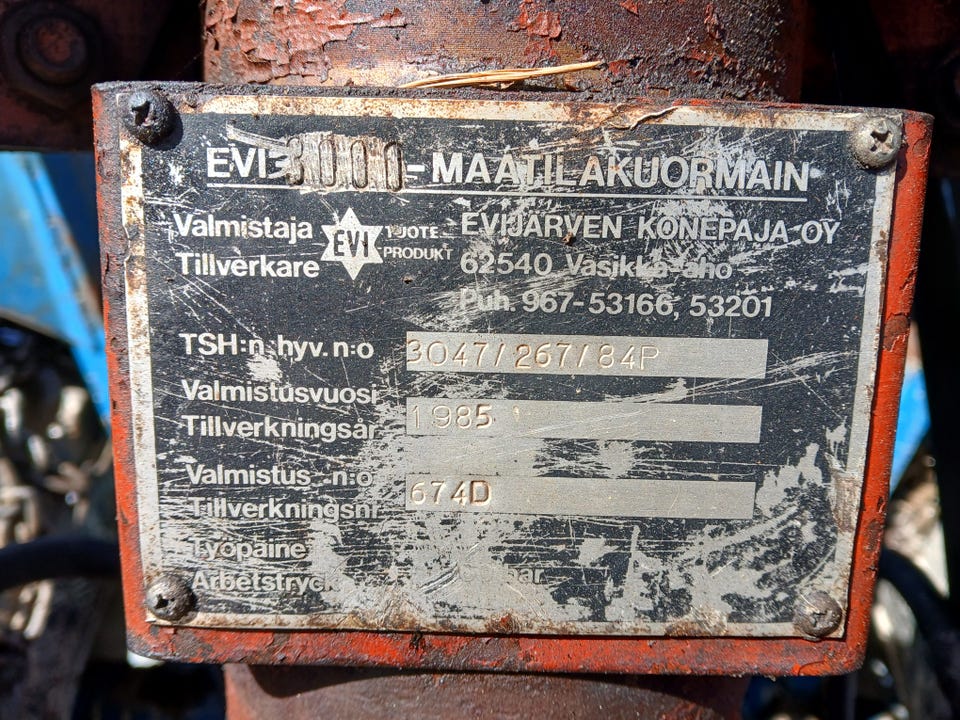 EVI-3000-MAATILAKUORMAIN
Valmistaja EVI TUOTE EVIJÄRVEN KONEPAJA OY
Tillverkare PRODUKT 62540 Vasikka-aho
Puh. 967-53166, 53201
TSH:n hyv. n:o 3047/267/84P
Valmistusvuosi
Tillverkningsår 1985
Valmistus n:o
Tillverkningsnr 674D
Työpaine
Arbetstryck bar